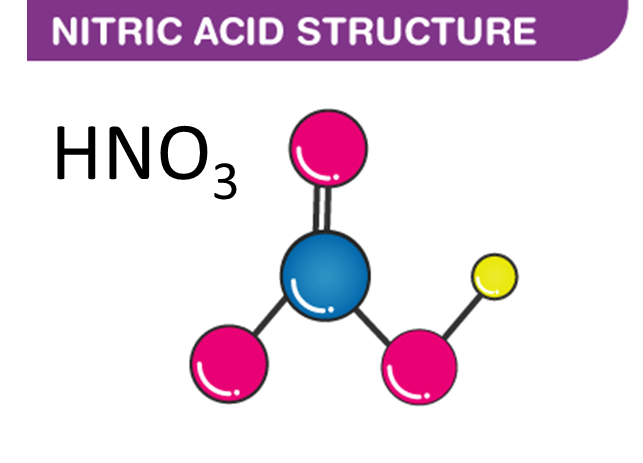 NITRIC ACID STRUCTURE
HNO₃